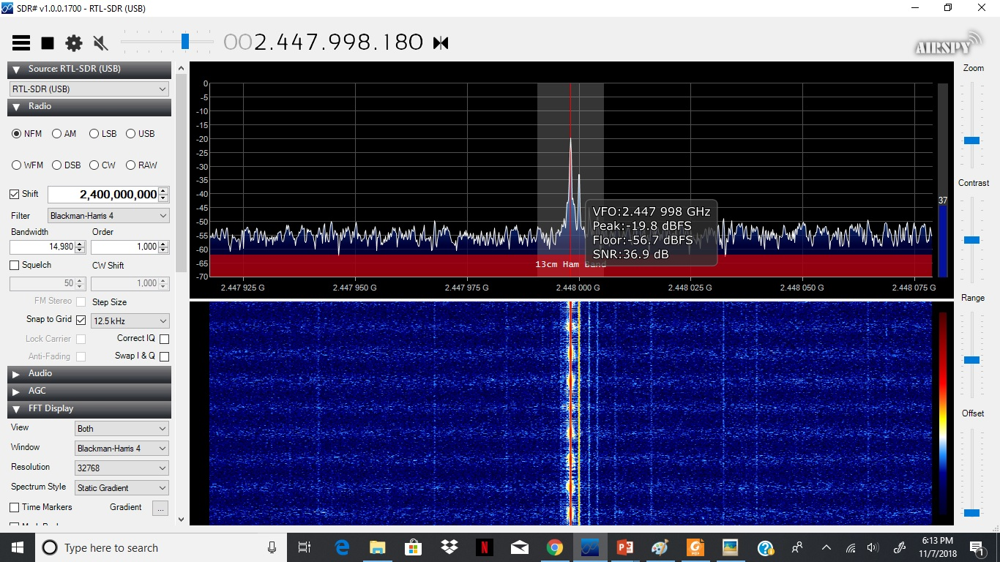 SDR# v1.0.0.1700 - RTL-SDR (USB)
002.447.998.180
AIRSPY
Source: RTL-SDR (USB)
RTL-SDR (USB)
Radio
NFM AM LSB USB
WFM DSB CW RAW
Shift 2,400,000,000
Filter Blackman-Harris 4
Bandwidth Order
14,980 1,000
Squelch CW Shift
50 1,000
FM Stereo Step Size
Snap to Grid 12.5 kHz
Lock Carrier Correct IQ
Anti-Fading Swap I & Q
Audio
AGC
FFT Display
View Both
Window Blackman-Harris 4
Resolution 32768
Spectrum Style Static Gradient
Time Markers Gradient ...
0
-5
-10
-15
-20
-25
-30
-35
-40
-45
-50
-55
-60
-65
-70
VFO:2.447 998 GHz
Peak:-19.8 dBFS
Floor:-56.7 dBFS
SNR:36.9 dB
13cm Ham Band
2.447 925 G 2.447 950 G 2.447 975 G 2.448 000 G 2.448 025 G 2.448 050 G 2.448 075 G
37
Zoom
Contrast
Range
Offset
Type here to search
6:13 PM
11/7/2018
1